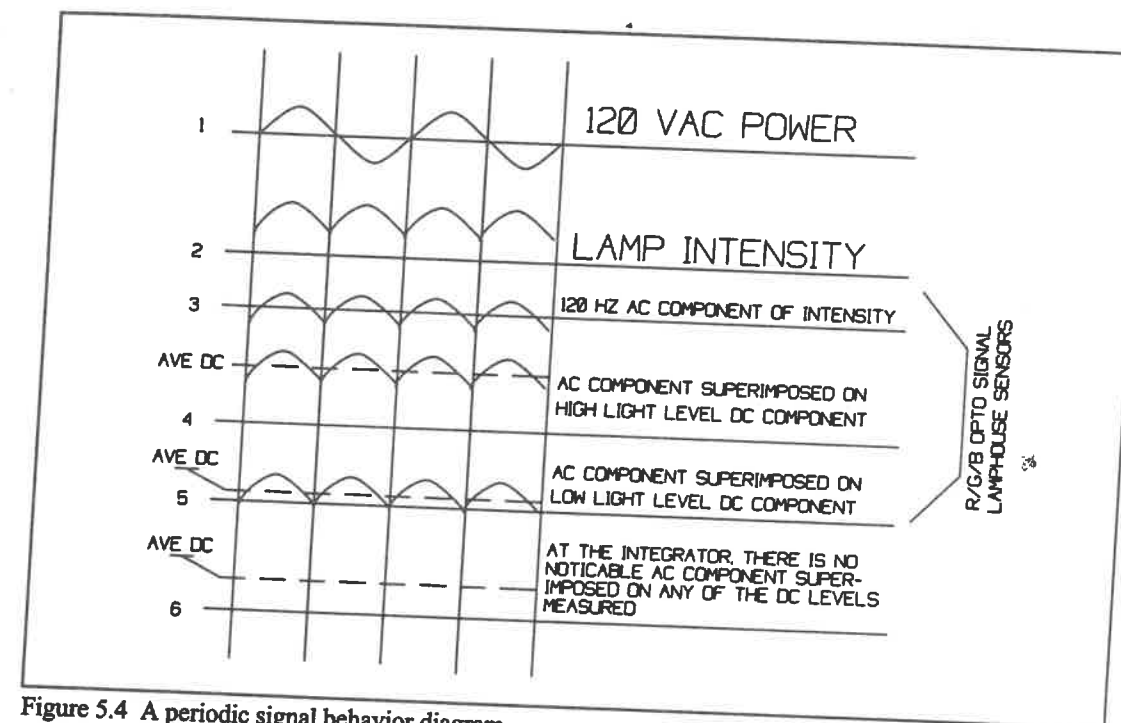 1 120 VAC POWER
2 LAMP INTENSITY
3 120 HZ AC COMPONENT OF INTENSITY
AVE DC
AC COMPONENT SUPERIMPOSED ON
HIGH LIGHT LEVEL DC COMPONENT
4
AVE DC
AC COMPONENT SUPERIMPOSED ON
LOW LIGHT LEVEL DC COMPONENT
5
AVE DC
AT THE INTEGRATOR, THERE IS NO
NOTICABLE AC COMPONENT SUPER-
IMPOSED ON ANY OF THE DC LEVELS
MEASURED
6
R/G/B OPTO SIGNAL
LAMPHOUSE SENSORS
Figure 5.4 A periodic signal behavior diagram